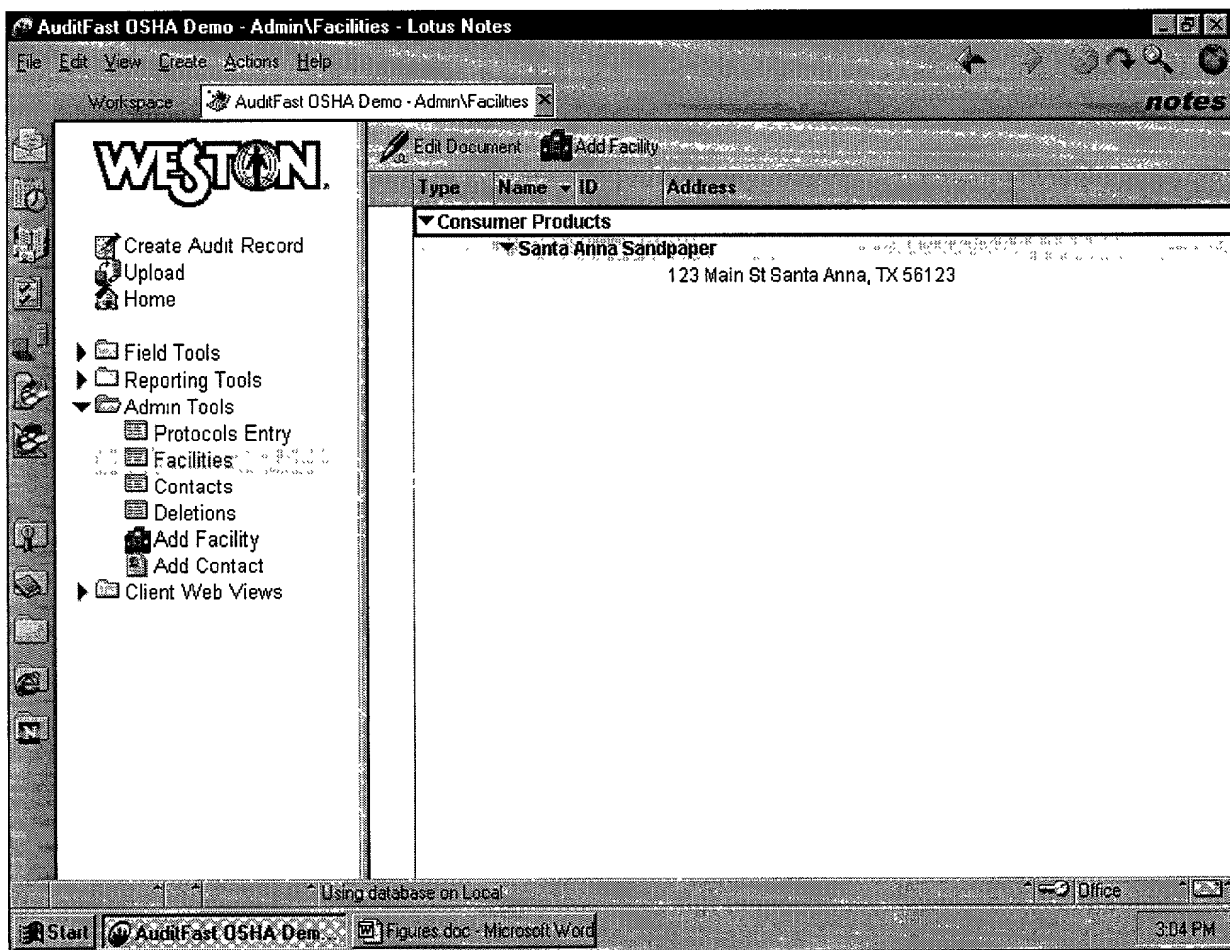 AuditFast OSHA Demo - Admin\Facilities - Lotus Notes
File Edit View Create Actions Help
Workspace AuditFast OSHA Demo - Admin\Facilities
notes
WESTON
Create Audit Record
Upload
Home
Field Tools
Reporting Tools
Admin Tools
Protocols Entry
Facilities
Contacts
Deletions
Add Facility
Add Contact
Client Web Views
Edit Document Add Facility
Type Name ID Address
Consumer Products
Santa Anna Sandpaper
123 Main St Santa Anna, TX 56123
Using database on Local
Office
Start AuditFast OSHA Dem... Figures.doc - Microsoft Word 3:04 PM